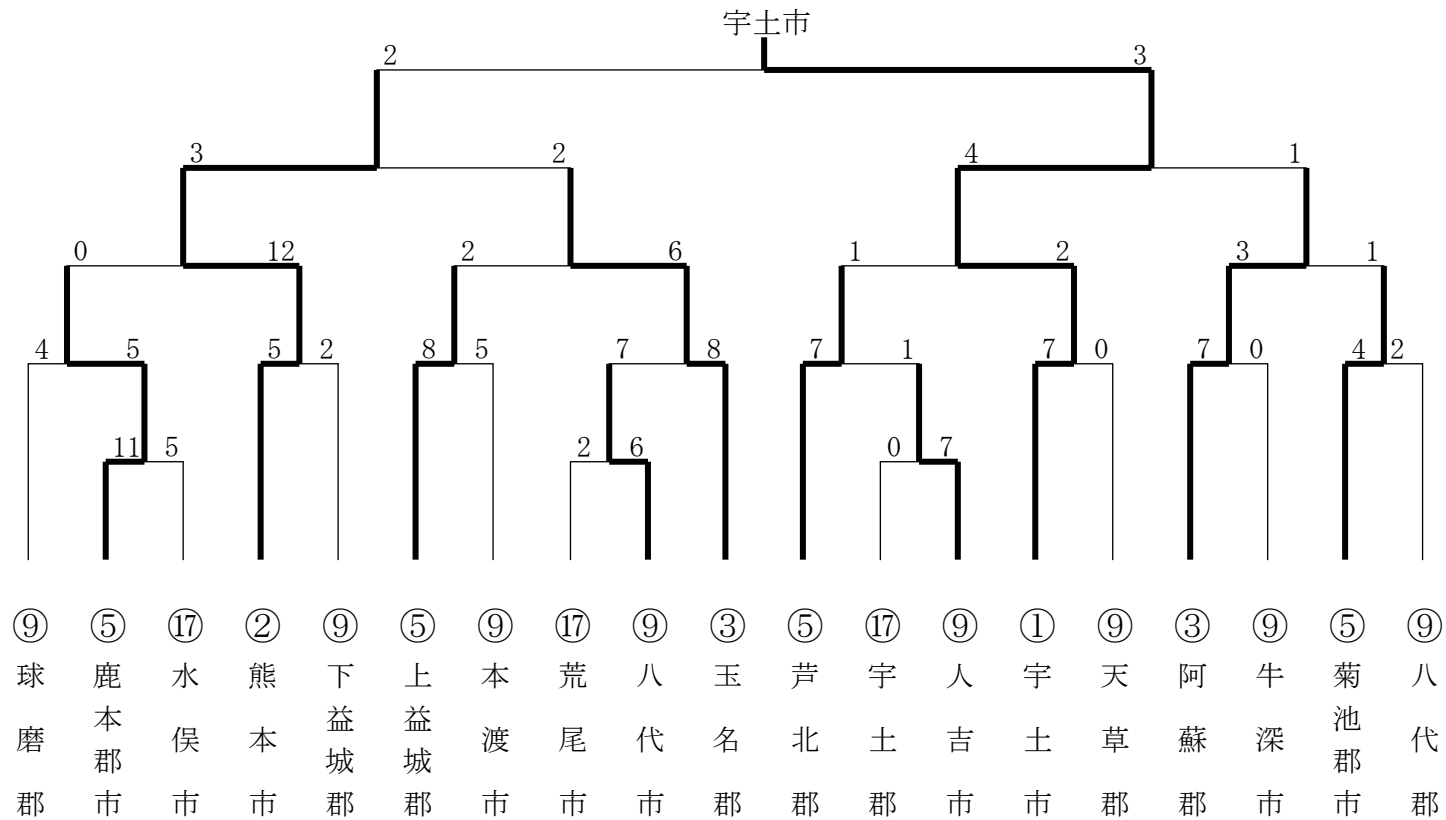 宇土市
2 3
3 2 4 1
0 12 2 6 1 2 3 1
4 5 5 2 8 5 7 8 7 1 7 0 7 0 4 2
11 5 2 6 0 7
⑨ ⑤ ⑰ ② ⑨ ⑤ ⑨ ⑰ ⑨ ③ ⑤ ⑰ ⑨ ① ⑨ ③ ⑨ ⑤ ⑨
球磨郡
鹿本郡市
水俣市
熊本市
下益城郡
上益城郡
本渡市
荒尾市
八代市
玉名郡
芦北郡
宇土郡
人吉市
宇土市
天草郡
阿蘇郡
牛深市
菊池郡市
八代郡